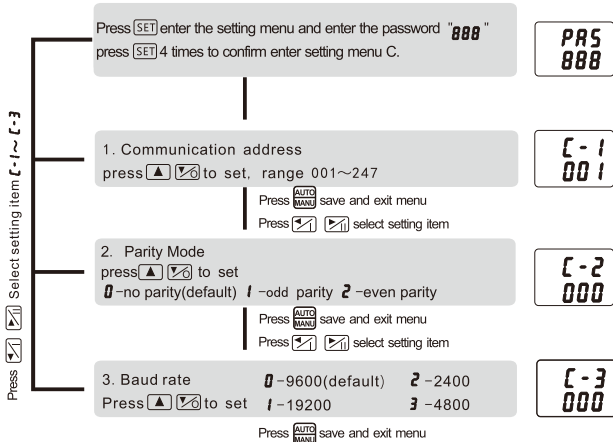 Press SET enter the setting menu and enter the password "888"
press SET 4 times to confirm enter setting menu C.
PAS
888
Press ◁/I ▷/II Select setting item C-1~C-3
1. Communication address
press ▲ ▽/O to set, range 001~247
C-1
001
Press AUTO MANU save and exit menu
Press ◁/I ▷/II select setting item
2. Parity Mode
press ▲ ▽/O to set
0 -no parity(default) 1 -odd parity 2 -even parity
C-2
000
Press AUTO MANU save and exit menu
Press ◁/I ▷/II select setting item
3. Baud rate 0 -9600(default) 2 -2400
Press ▲ ▽/O to set 1 -19200 3 -4800
C-3
000
Press AUTO MANU save and exit menu